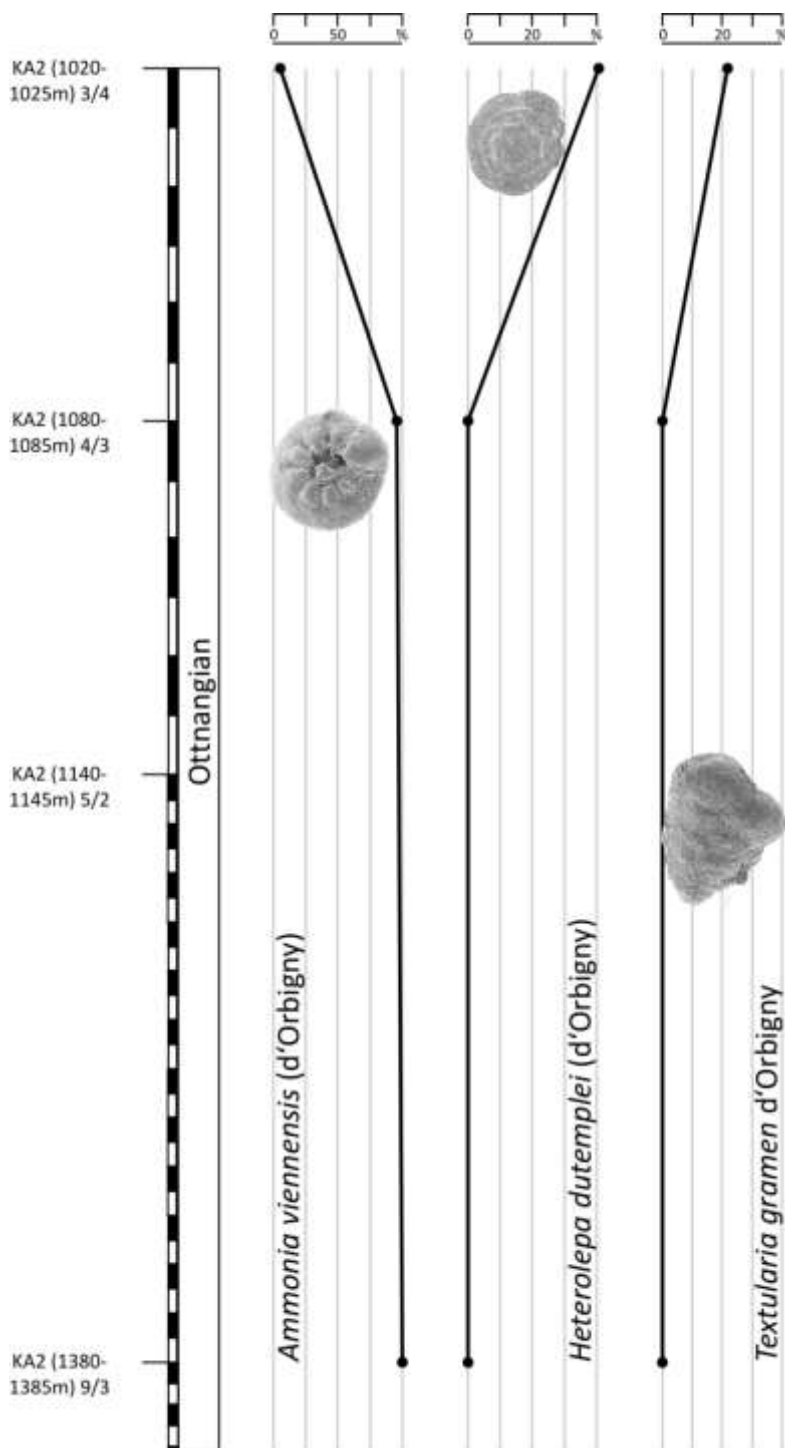 0 50 %
0 20 %
0 20 %
KA2 (1020-
1025m) 3/4
KA2 (1080-
1085m) 4/3
KA2 (1140-
1145m) 5/2
KA2 (1380-
1385m) 9/3
Ottnangian
Ammonia viennensis (d‘Orbigny)
Heterolepa dutemplei (d‘Orbigny)
Textularia gramen d‘Orbigny